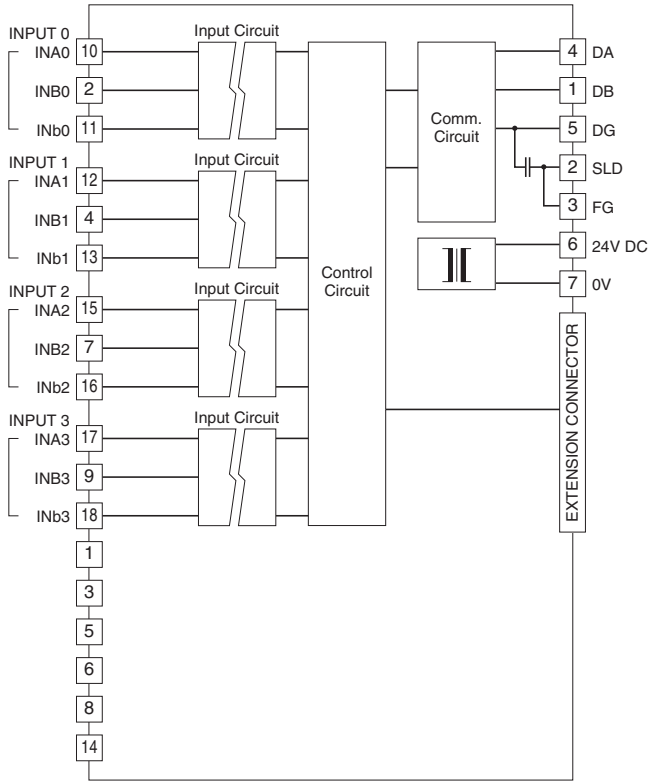 INPUT 0
INA0 10
INB0 2
INb0 11
Input Circuit
INPUT 1
INA1 12
INB1 4
INb1 13
Input Circuit
INPUT 2
INA2 15
INB2 7
INb2 16
Input Circuit
INPUT 3
INA3 17
INB3 9
INb3 18
Input Circuit
1
3
5
6
8
14
Control
Circuit
Comm.
Circuit
4 DA
1 DB
5 DG
2 SLD
3 FG
6 24V DC
7 0V
EXTENSION CONNECTOR